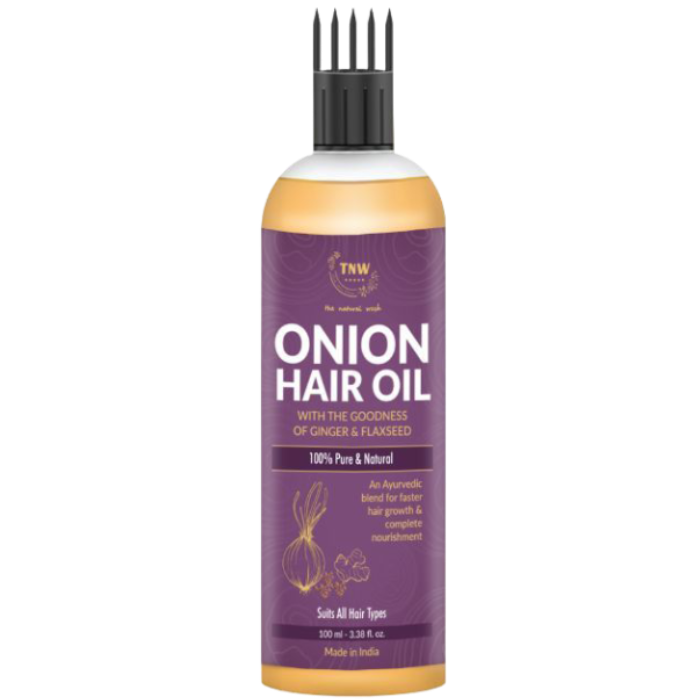 TNW
the natural wash
ONION
HAIR OIL
WITH THE GOODNESS
OF GINGER & FLAXSEED
100% Pure & Natural
An Ayurvedic
blend for faster
hair growth &
complete
nourishment
Suits All Hair Types
100 ml - 3.38 fl. oz.
Made in India